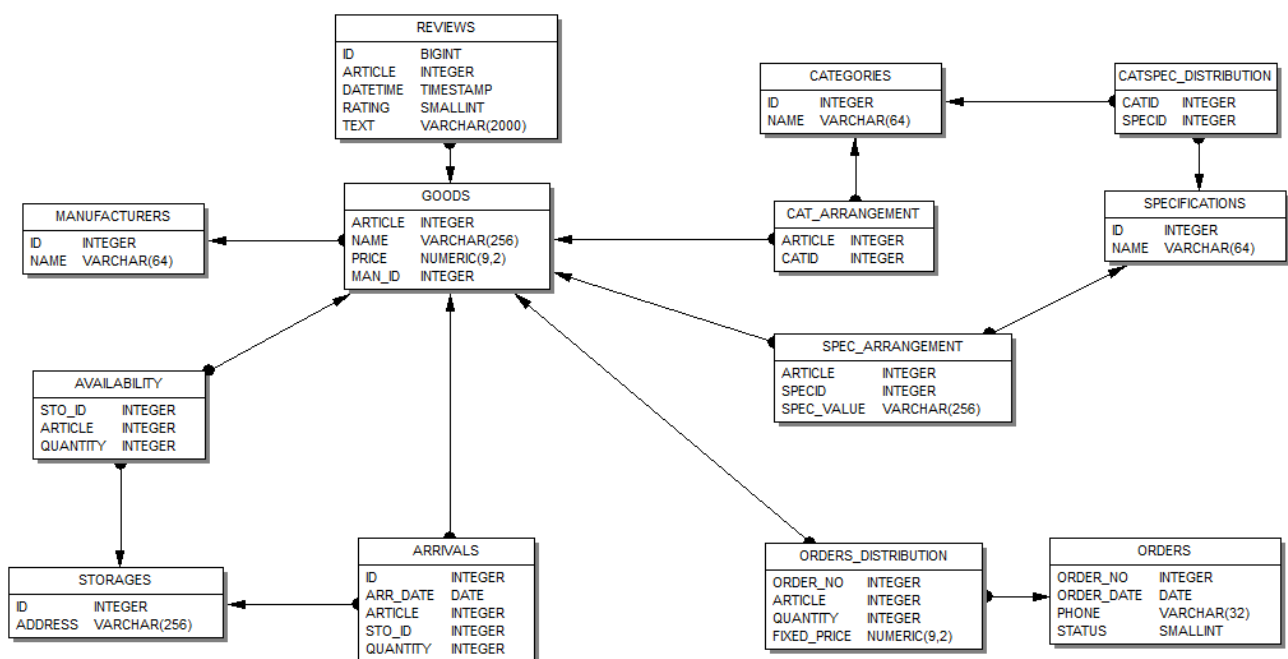 REVIEWS
ID BIGINT
ARTICLE INTEGER
DATETIME TIMESTAMP
RATING SMALLINT
TEXT VARCHAR(2000)
CATEGORIES
ID INTEGER
NAME VARCHAR(64)
CATSPEC_DISTRIBUTION
CATID INTEGER
SPECID INTEGER
MANUFACTURERS
ID INTEGER
NAME VARCHAR(64)
GOODS
ARTICLE INTEGER
NAME VARCHAR(256)
PRICE NUMERIC(9,2)
MAN_ID INTEGER
CAT_ARRANGEMENT
ARTICLE INTEGER
CATID INTEGER
SPECIFICATIONS
ID INTEGER
NAME VARCHAR(64)
AVAILABILITY
STO_ID INTEGER
ARTICLE INTEGER
QUANTITY INTEGER
SPEC_ARRANGEMENT
ARTICLE INTEGER
SPECID INTEGER
SPEC_VALUE VARCHAR(256)
STORAGES
ID INTEGER
ADDRESS VARCHAR(256)
ARRIVALS
ID INTEGER
ARR_DATE DATE
ARTICLE INTEGER
STO_ID INTEGER
QUANTITY INTEGER
ORDERS_DISTRIBUTION
ORDER_NO INTEGER
ARTICLE INTEGER
QUANTITY INTEGER
FIXED_PRICE NUMERIC(9,2)
ORDERS
ORDER_NO INTEGER
ORDER_DATE DATE
PHONE VARCHAR(32)
STATUS SMALLINT